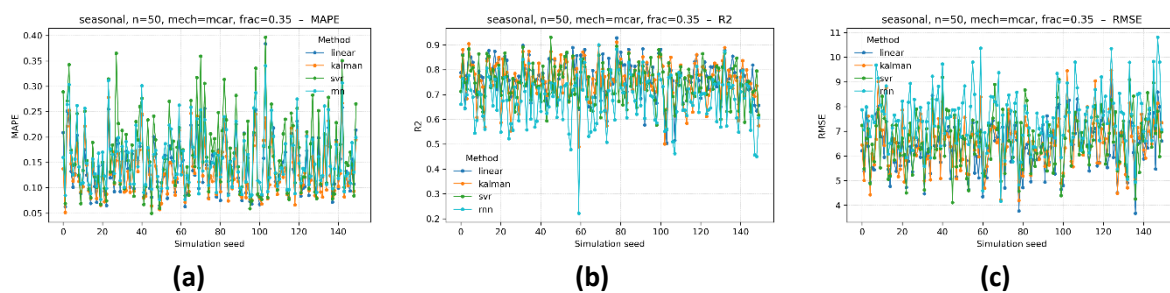 seasonal, n=50, mech=mcar, frac=0.35 – MAPE
0.40
0.35
0.30
0.25
0.20
0.15
0.10
0.05
MAPE
Method
linear
kalman
svr
rnn
0 20 40 60 80 100 120 140
Simulation seed
(a)
seasonal, n=50, mech=mcar, frac=0.35 – R2
0.9
0.8
0.7
0.6
0.5
0.4
0.3
0.2
R2
Method
linear
kalman
svr
rnn
0 20 40 60 80 100 120 140
Simulation seed
(b)
seasonal, n=50, mech=mcar, frac=0.35 – RMSE
11
10
9
8
7
6
5
4
RMSE
Method
linear
kalman
svr
rnn
0 20 40 60 80 100 120 140
Simulation seed
(c)